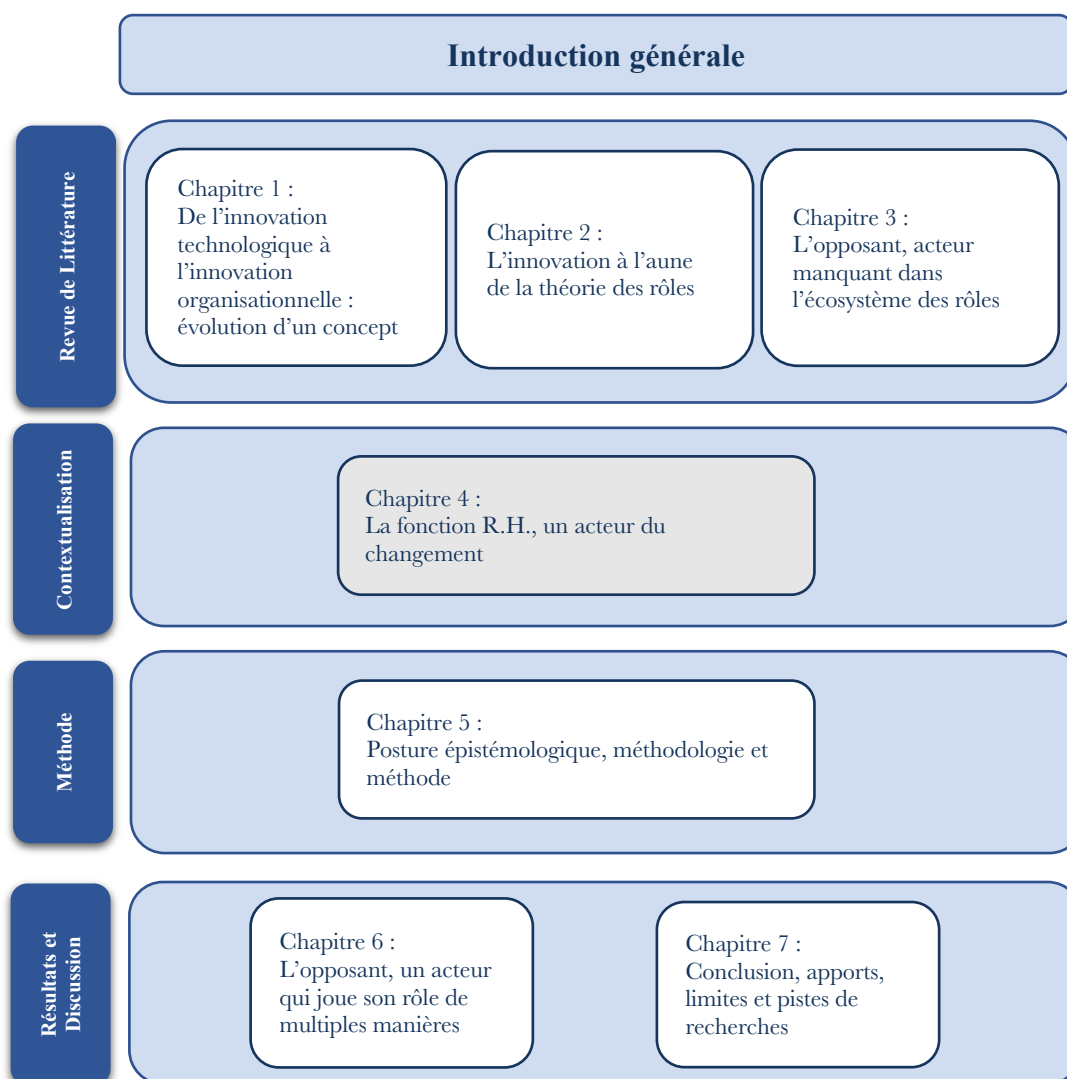 Introduction générale
Revue de Littérature
Chapitre 1 :
De l’innovation
technologique à
l’innovation
organisationnelle :
évolution d’un concept
Chapitre 2 :
L’innovation à l’aune
de la théorie des rôles
Chapitre 3 :
L’opposant, acteur
manquant dans
l’écosystème des rôles
Contextualisation
Chapitre 4 :
La fonction R.H., un acteur du
changement
Méthode
Chapitre 5 :
Posture épistémologique, méthodologie et
méthode
Résultats et
Discussion
Chapitre 6 :
L’opposant, un acteur
qui joue son rôle de
multiples manières
Chapitre 7 :
Conclusion, apports,
limites et pistes de
recherches